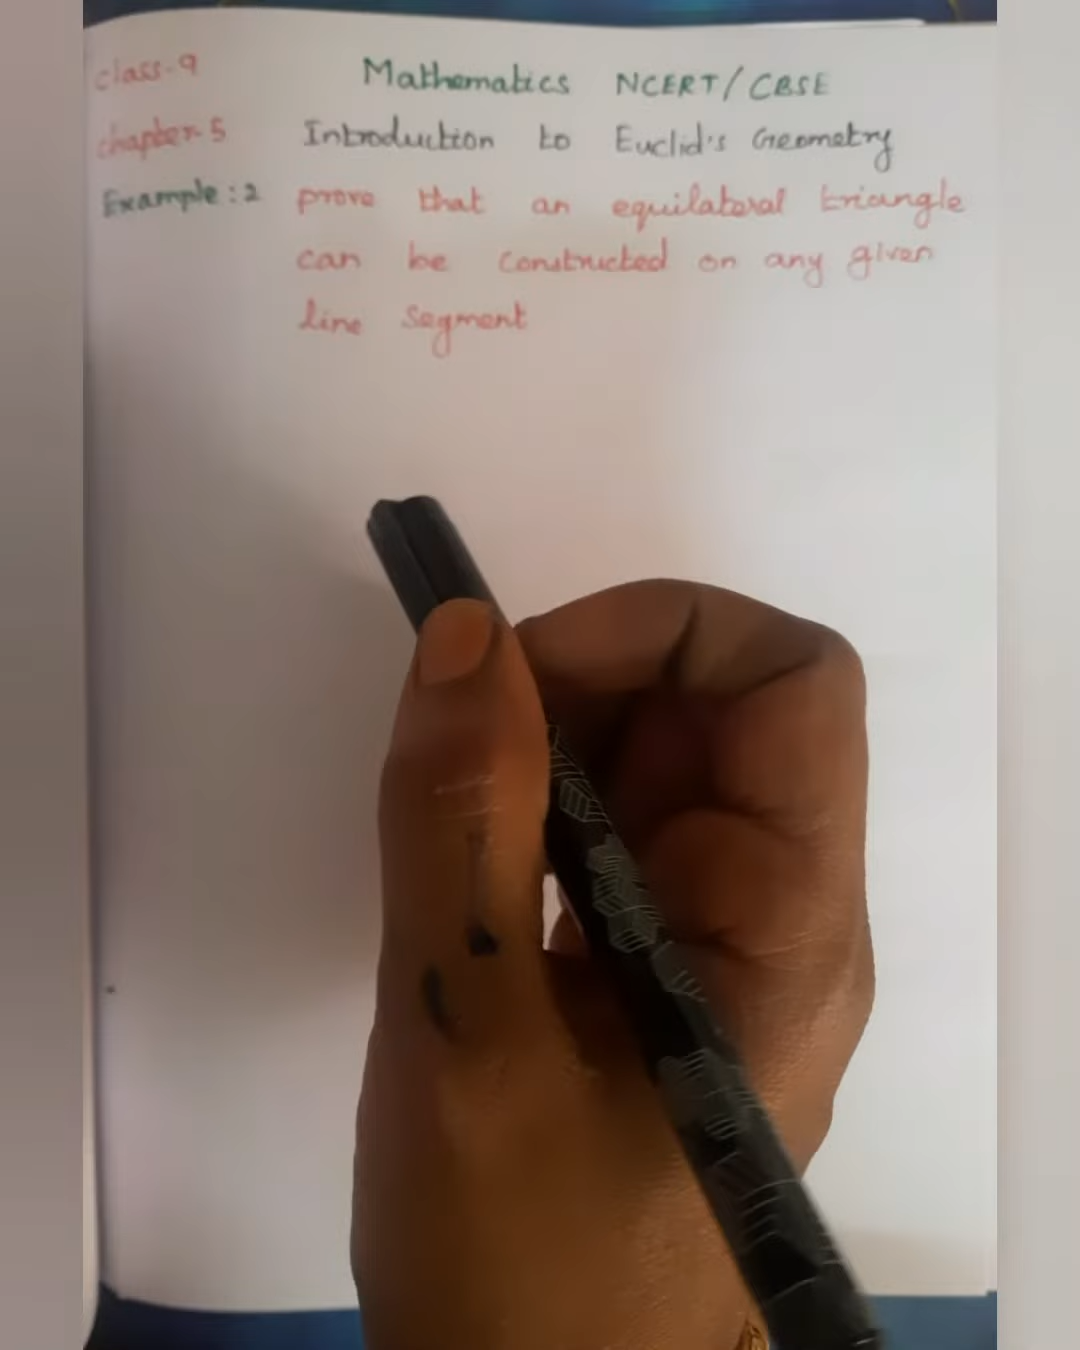 class-9 Mathematics NCERT/CBSE
chapter-5 Introduction to Euclid's Geometry
Example:2 prove that an equilateral triangle
can be constructed on any given
line segment